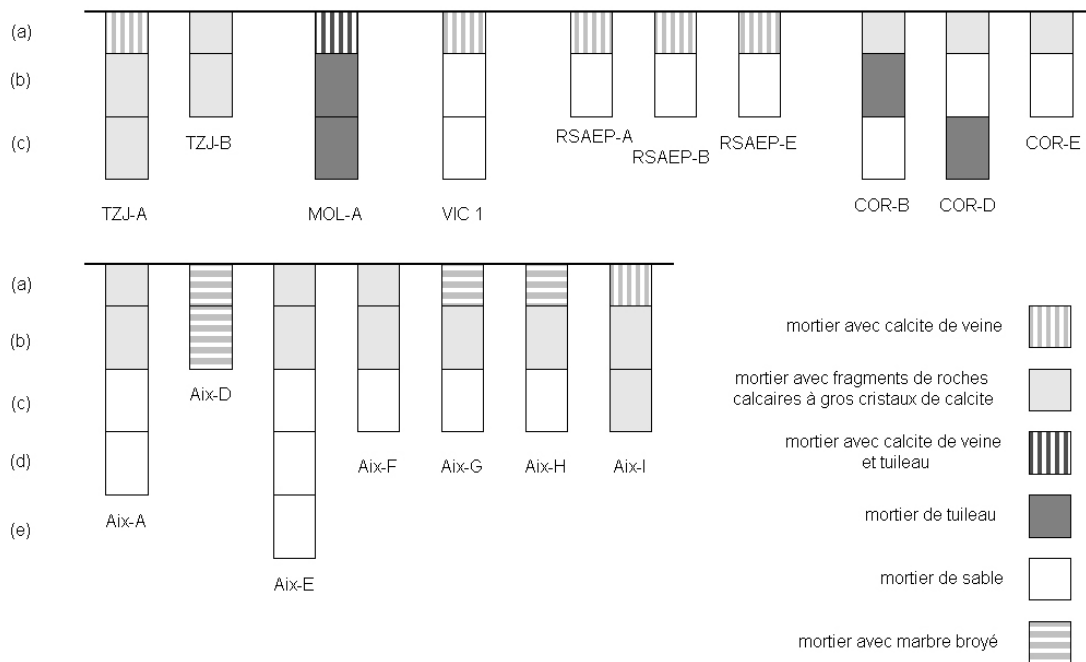 (a)
(b)
(c)
TZJ-B
RSAEP-A
RSAEP-B
RSAEP-E
COR-E
TZJ-A
MOL-A
VIC 1
COR-B
COR-D
(a)
(b)
(c)
(d)
(e)
Aix-D
Aix-F
Aix-G
Aix-H
Aix-I
Aix-A
Aix-E
mortier avec calcite de veine
mortier avec fragments de roches
calcaires à gros cristaux de calcite
mortier avec calcite de veine
et tuileau
mortier de tuileau
mortier de sable
mortier avec marbre broyé